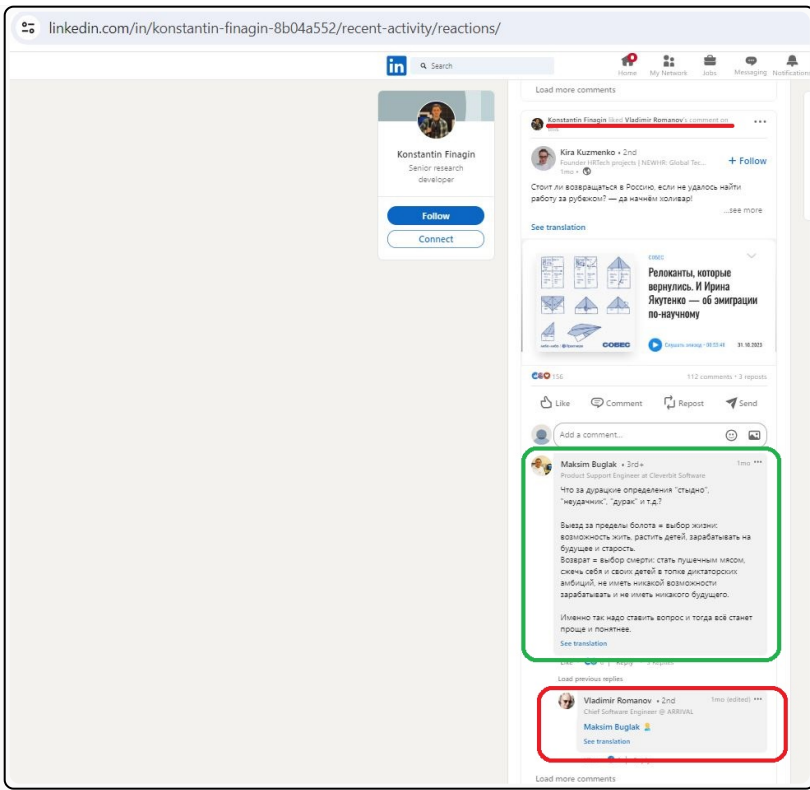 linkedin.com/in/konstantin-finagin-8b04a552/recent-activity/reactions/
in
Search
Home
My Network
Jobs
Messaging
Notifications
Konstantin Finagin
Senior research
developer
Follow
Connect
Load more comments
Konstantin Finagin liked Vladimir Romanov's comment on
Kira Kuzmenko • 2nd
Founder HRTech projects | NEWHR: Global Tec...
1mo •
+ Follow
Стоит ли возвращаться в Россию, если не удалось найти
работу за рубежом? — да начнём холивар!
...see more
See translation
СОВЕС
Релоканты, которые
вернулись. И Ирина
Якутенко — об эмиграции
по-научному
СОВЕС
31.10.2023
156
112 comments • 3 reposts
Like
Comment
Repost
Send
Add a comment...
Maksim Buglak • 3rd+
1mo
Product Support Engineer at Cleverbit Software
Что за дурацкие определения "стыдно",
"неудачник", "дурак" и т.д.?
Выезд за пределы болота = выбор жизни:
возможность жить, растить детей, зарабатывать на
будущее и старость.
Возврат = выбор смерти: стать пушечным мясом,
сжечь себя и своих детей в топке диктаторских
амбиций, не иметь никакой возможности
зарабатывать и не иметь никакого будущего.
Именно так надо ставить вопрос и тогда всё станет
проще и понятнее.
See translation
Like
Reply
Load previous replies
Vladimir Romanov • 2nd
1mo (edited)
Chief Software Engineer @ ARRIVAL
Maksim Buglak
See translation
Load more comments